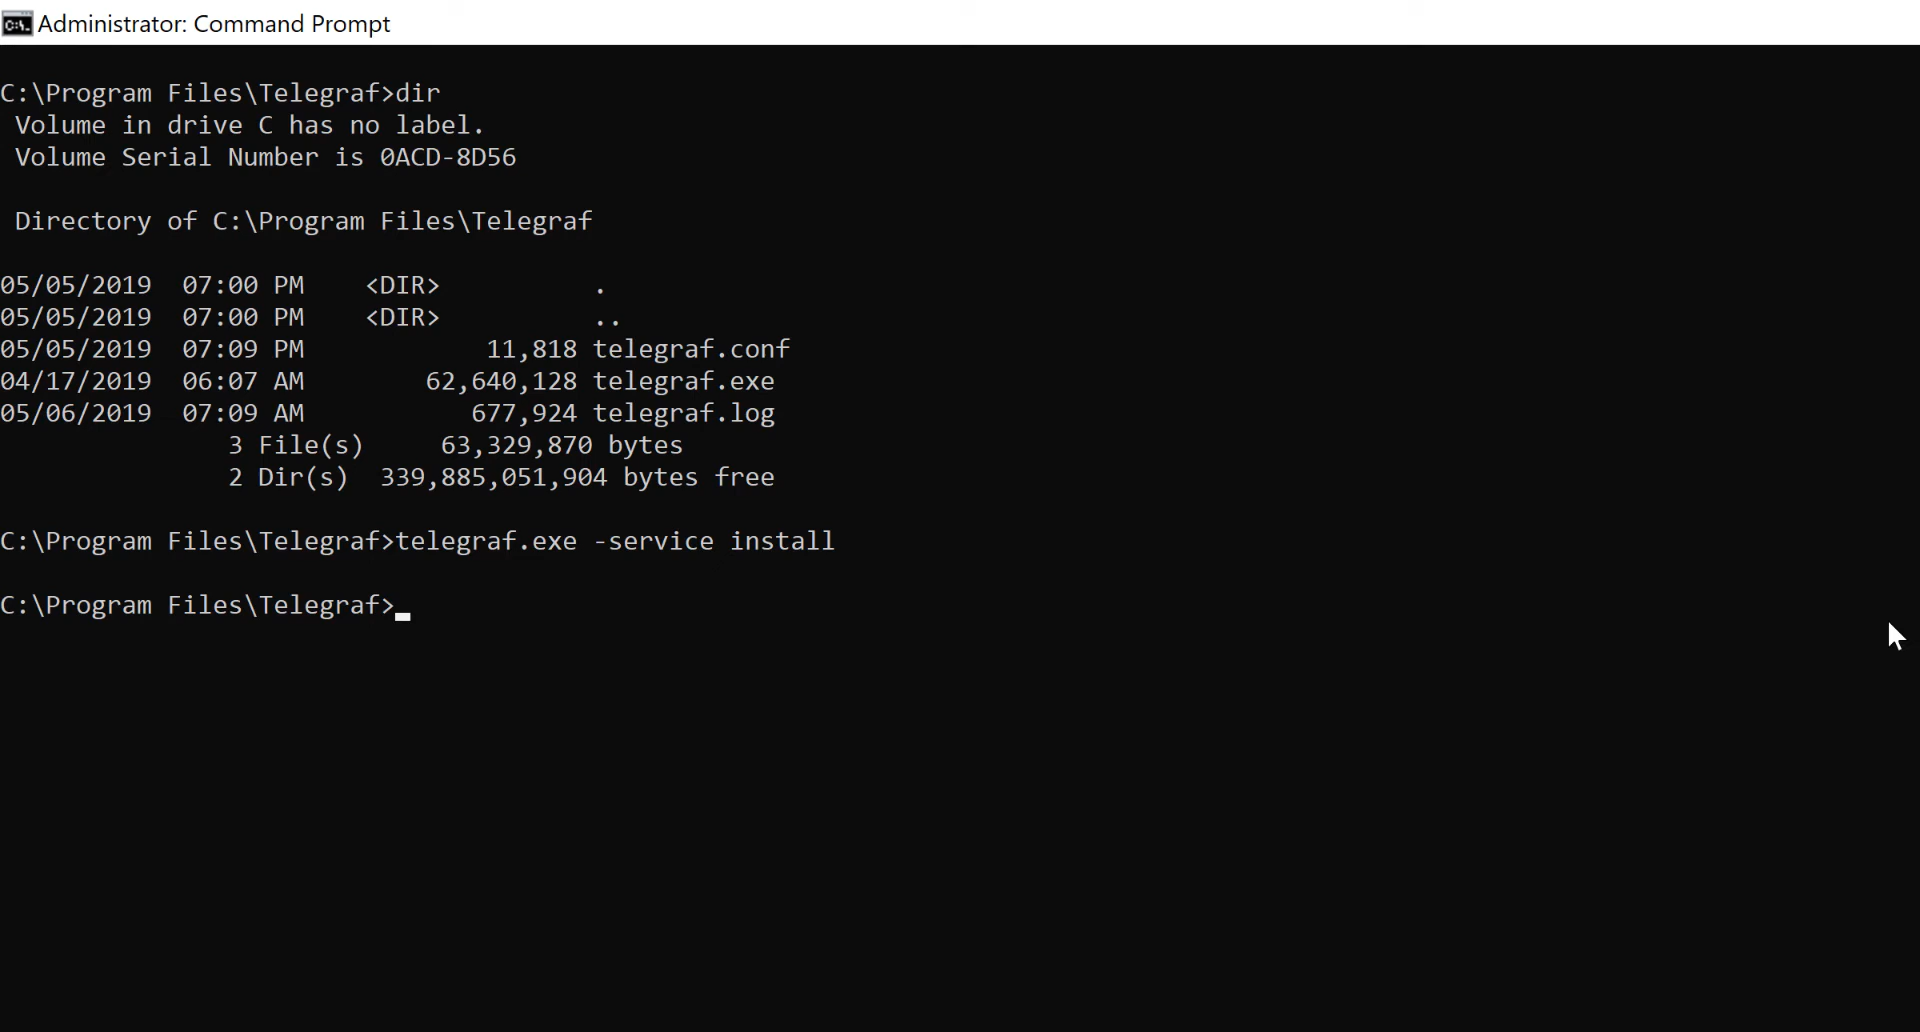 Administrator: Command Prompt
C:\Program Files\Telegraf>dir
 Volume in drive C has no label.
 Volume Serial Number is 0ACD-8D56
 Directory of C:\Program Files\Telegraf
05/05/2019  07:00 PM    <DIR>          .
05/05/2019  07:00 PM    <DIR>          ..
05/05/2019  07:09 PM            11,818 telegraf.conf
04/17/2019  06:07 AM        62,640,128 telegraf.exe
05/06/2019  07:09 AM           677,924 telegraf.log
               3 File(s)     63,329,870 bytes
               2 Dir(s)  339,885,051,904 bytes free
C:\Program Files\Telegraf>telegraf.exe -service install
C:\Program Files\Telegraf>